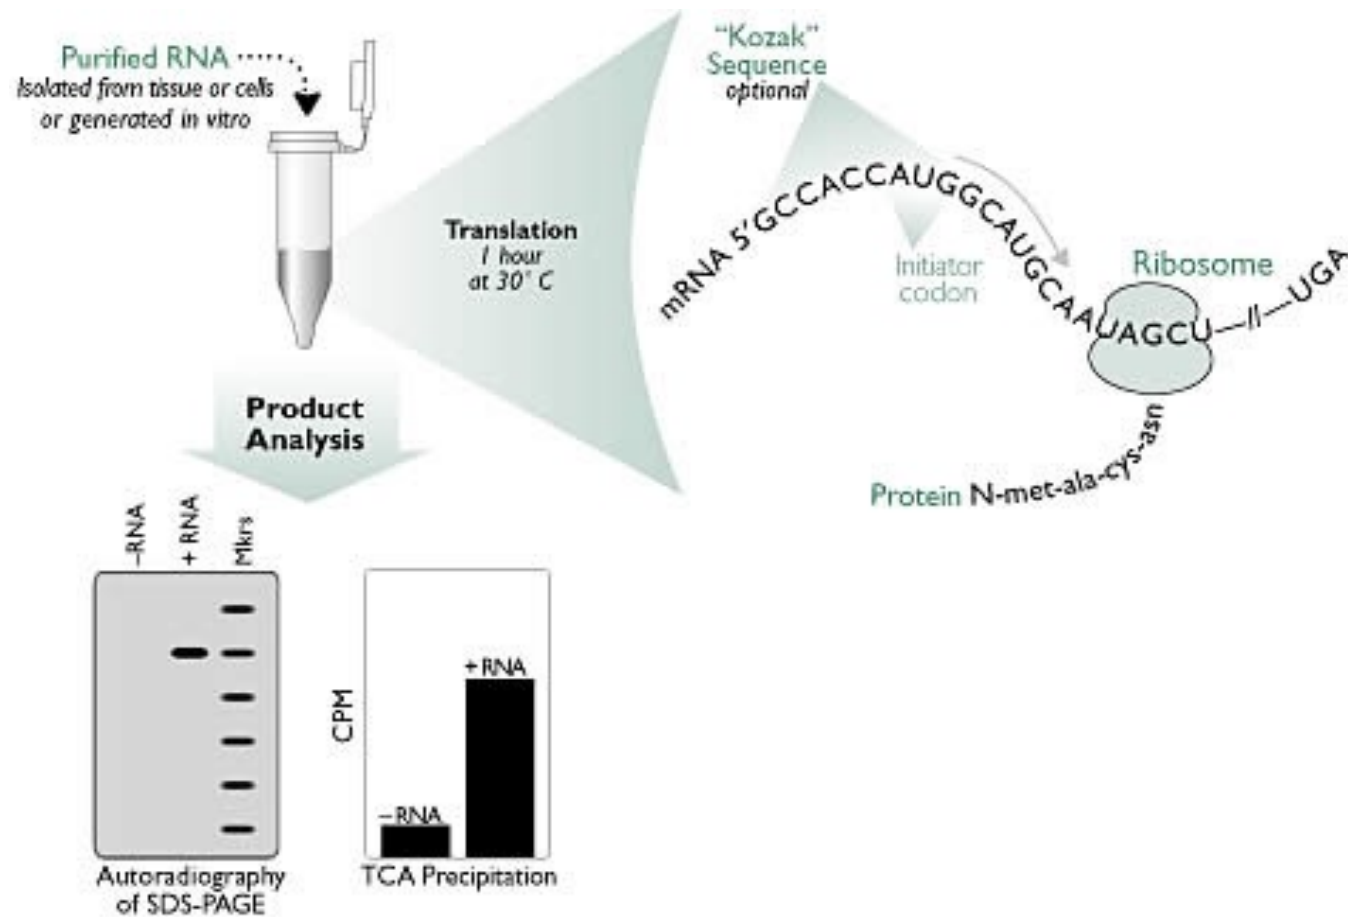 Purified RNA
Isolated from tissue or cells
or generated in vitro
"Kozak"
Sequence
optional
Translation
1 hour
at 30° C
mRNA 5'GCCACCAUGGCAUGCAAUAGCU—//—UGA
Initiator
codon
Ribosome
Protein N-met-ala-cys-asn
Product
Analysis
–RNA
+ RNA
Mkrs
CPM
–RNA
+RNA
Autoradiography
of SDS-PAGE
TCA Precipitation